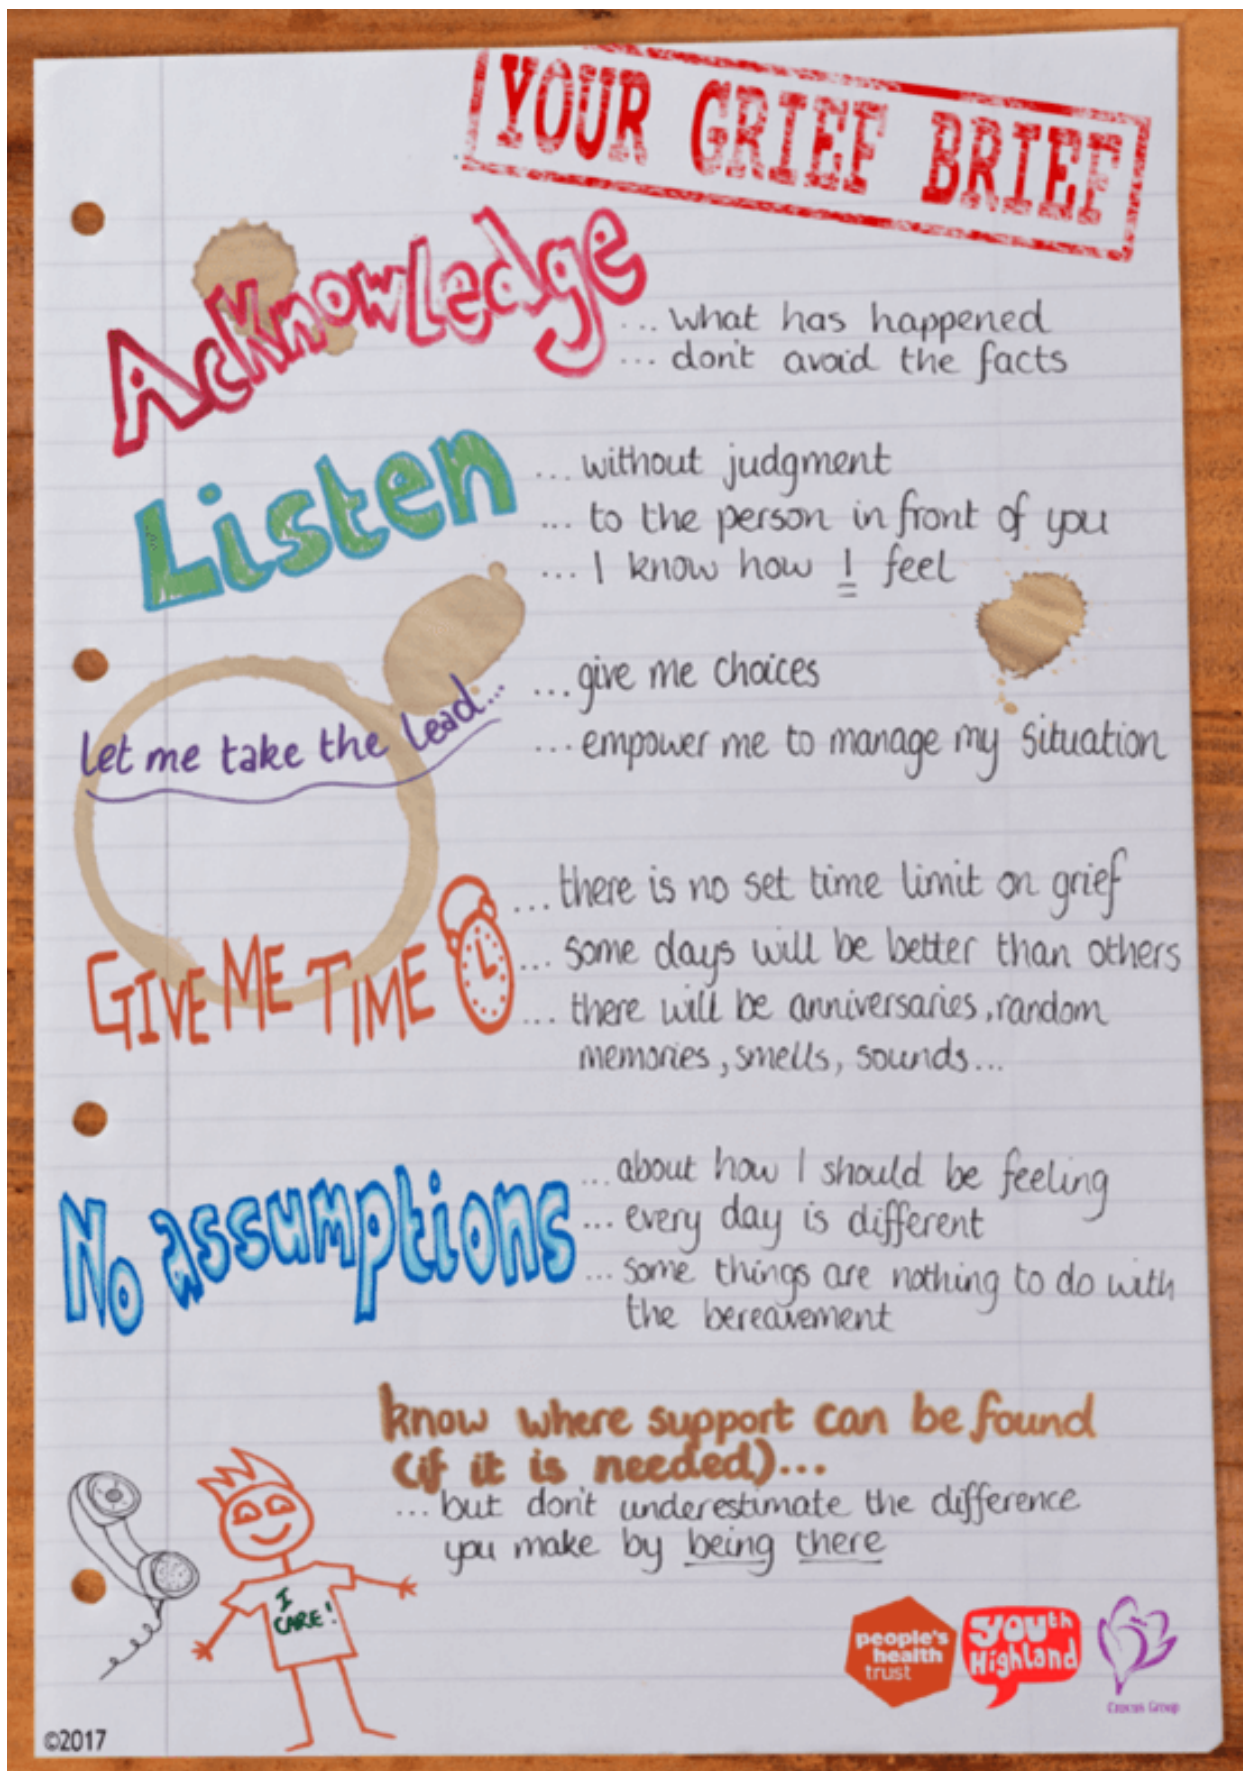 YOUR GRIEF BRIEF
Acknowledge
... what has happened
... don't avoid the facts
Listen
... without judgment
... to the person in front of you
... I know how I feel
let me take the lead...
... give me choices
... empower me to manage my situation
GIVE ME TIME
... there is no set time limit on grief
... some days will be better than others
... there will be anniversaries, random
memories, smells, sounds...
No assumptions
... about how I should be feeling
... every day is different
... some things are nothing to do with
the bereavement
know where support can be found
(if it is needed)...
... but don't underestimate the difference
you make by being there
I
CARE!
people's
health
trust
youth
Highland
Crocus Group
©2017